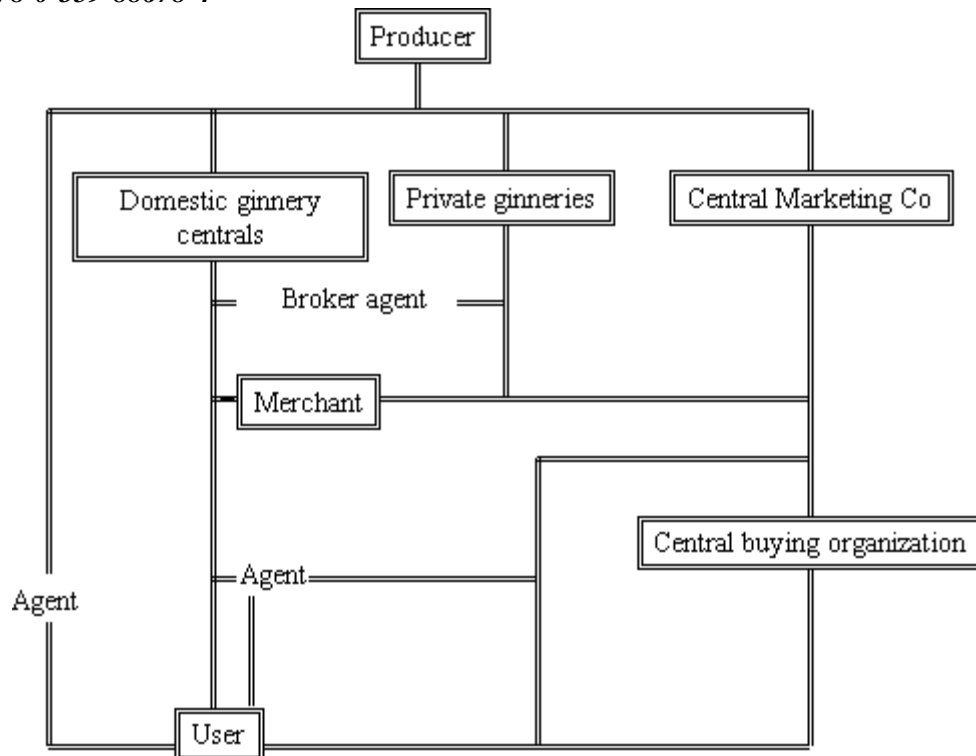 Producer
Domestic ginnery
centrals
Private ginneries
Central Marketing Co
Broker agent
Merchant
Central buying organization
Agent
Agent
User